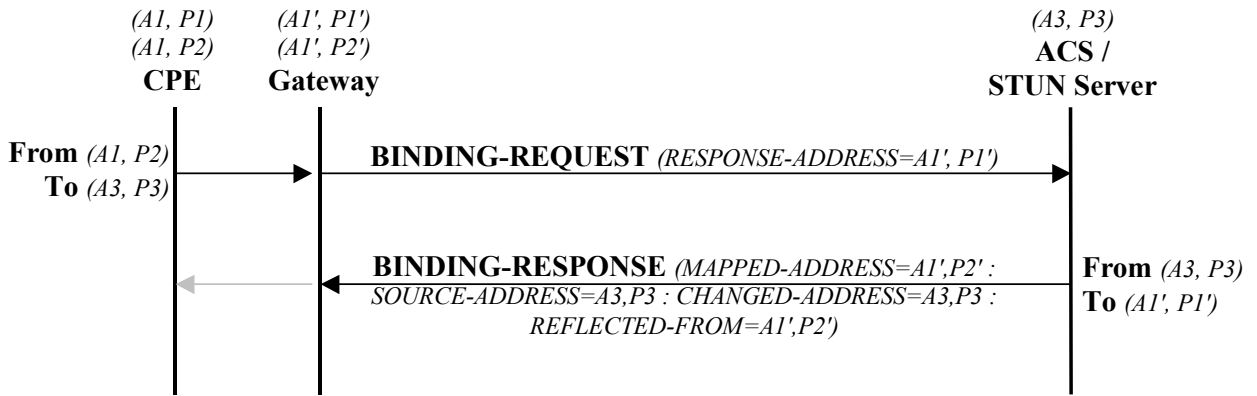 (A1, P1)
(A1, P2)
CPE
(A1', P1')
(A1', P2')
Gateway
(A3, P3)
ACS /
STUN Server
From (A1, P2)
To (A3, P3)
BINDING-REQUEST (RESPONSE-ADDRESS=A1', P1')
BINDING-RESPONSE (MAPPED-ADDRESS=A1',P2' :
SOURCE-ADDRESS=A3,P3 : CHANGED-ADDRESS=A3,P3 :
REFLECTED-FROM=A1',P2')
From (A3, P3)
To (A1', P1')